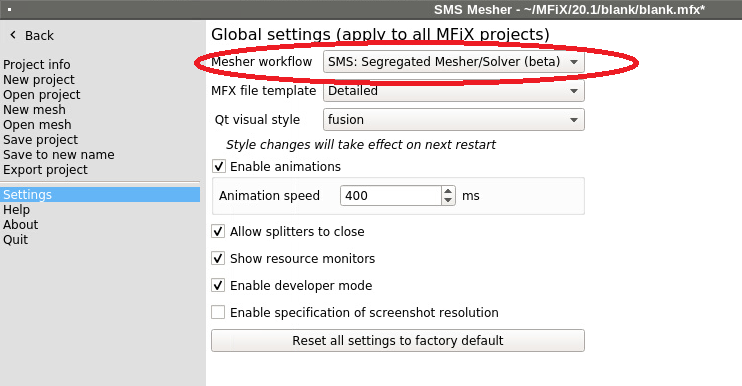 SMS Mesher - ~/MFiX/20.1/blank/blank.mfx*
Back
Global settings (apply to all MFiX projects)
Project info
New project
Open project
New mesh
Open mesh
Save project
Save to new name
Export project
Settings
Help
About
Quit
Mesher workflow SMS: Segregated Mesher/Solver (beta)
MFX file template Detailed
Qt visual style fusion
Style changes will take effect on next restart
Enable animations
Animation speed 400 ms
Allow splitters to close
Show resource monitors
Enable developer mode
Enable specification of screenshot resolution
Reset all settings to factory default